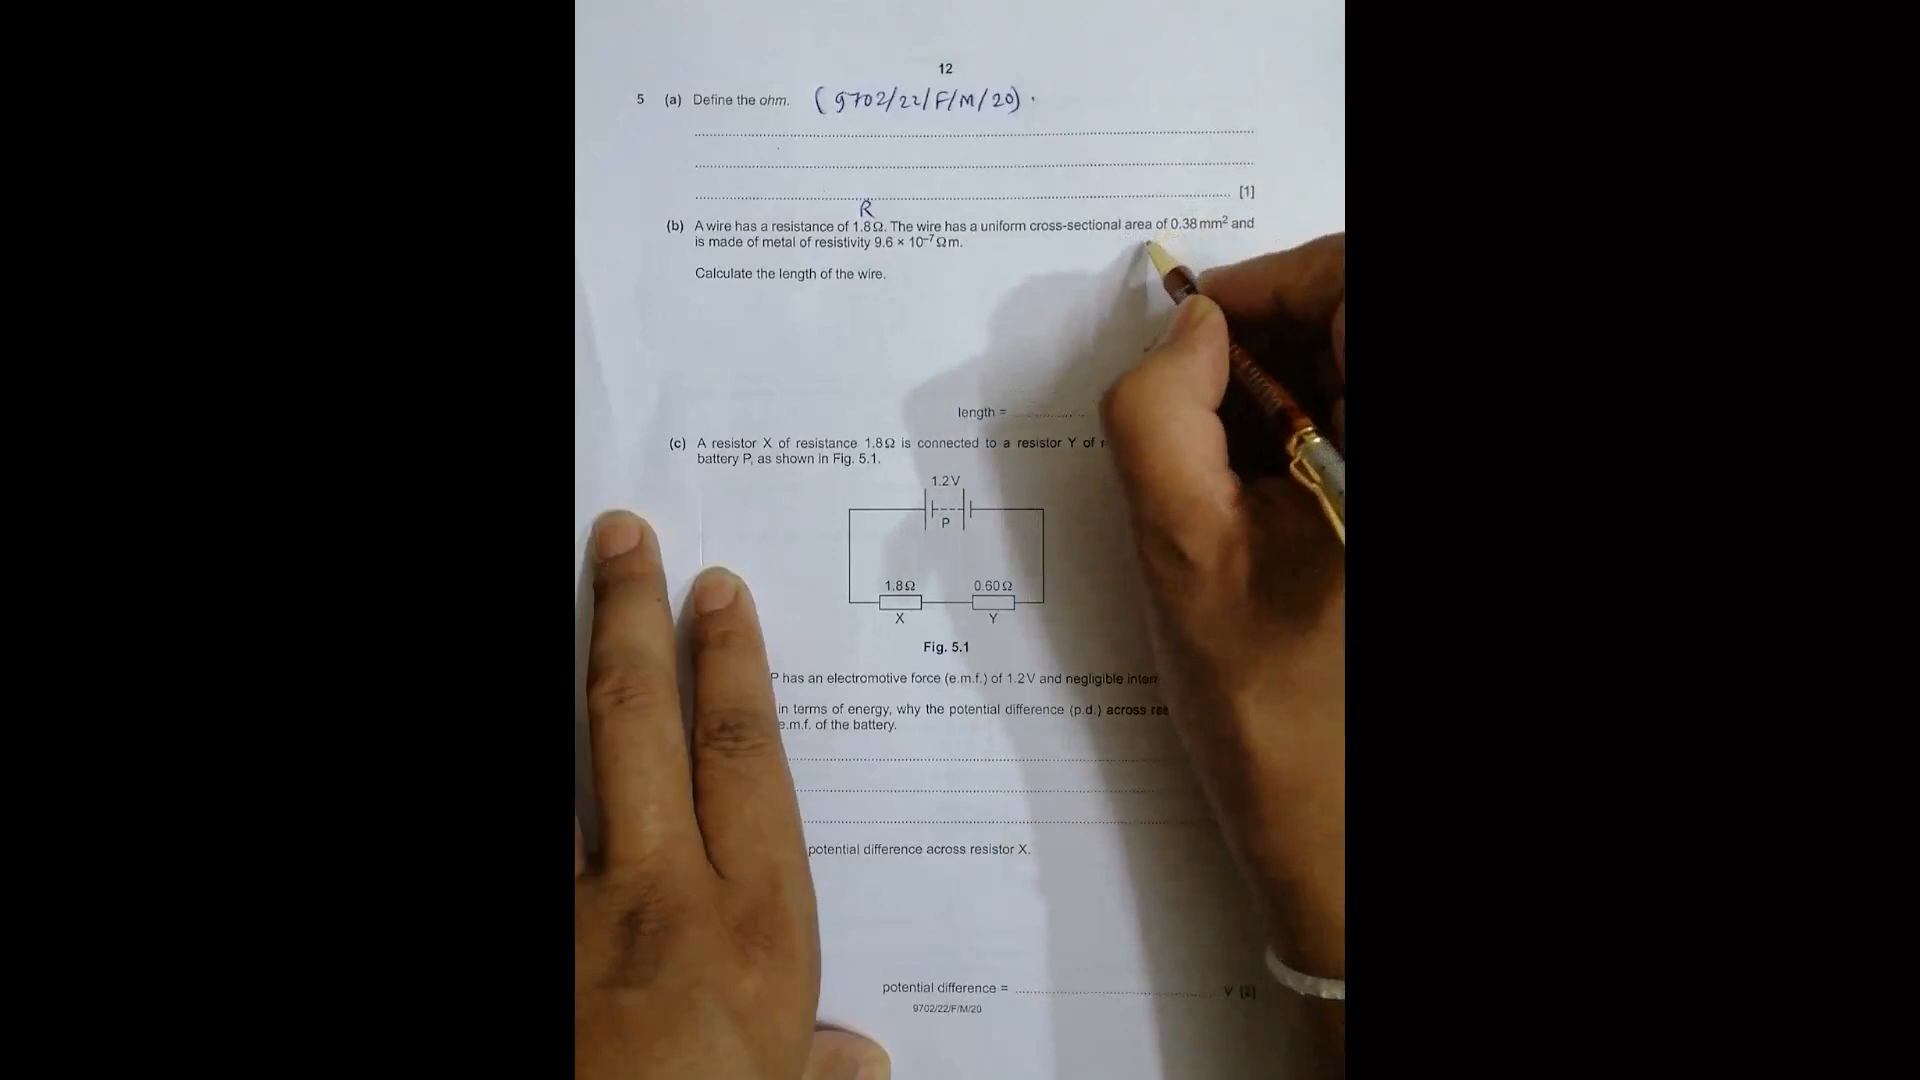 12
5 (a) Define the ohm. (9702/22/F/M/20).
[1]
R
(b) A wire has a resistance of 1.8Ω. The wire has a uniform cross-sectional area of 0.38mm² and
is made of metal of resistivity 9.6 × 10⁻⁷Ωm.
Calculate the length of the wire.
length =
(c) A resistor X of resistance 1.8Ω is connected to a resistor Y of
battery P, as shown in Fig. 5.1.
1.2V
P
1.8Ω 0.60Ω
X Y
Fig. 5.1
P has an electromotive force (e.m.f.) of 1.2V and negligible
in terms of energy, why the potential difference (p.d.) across
e.m.f. of the battery.
potential difference across resistor X.
potential difference = V [2]
9702/22/F/M/20